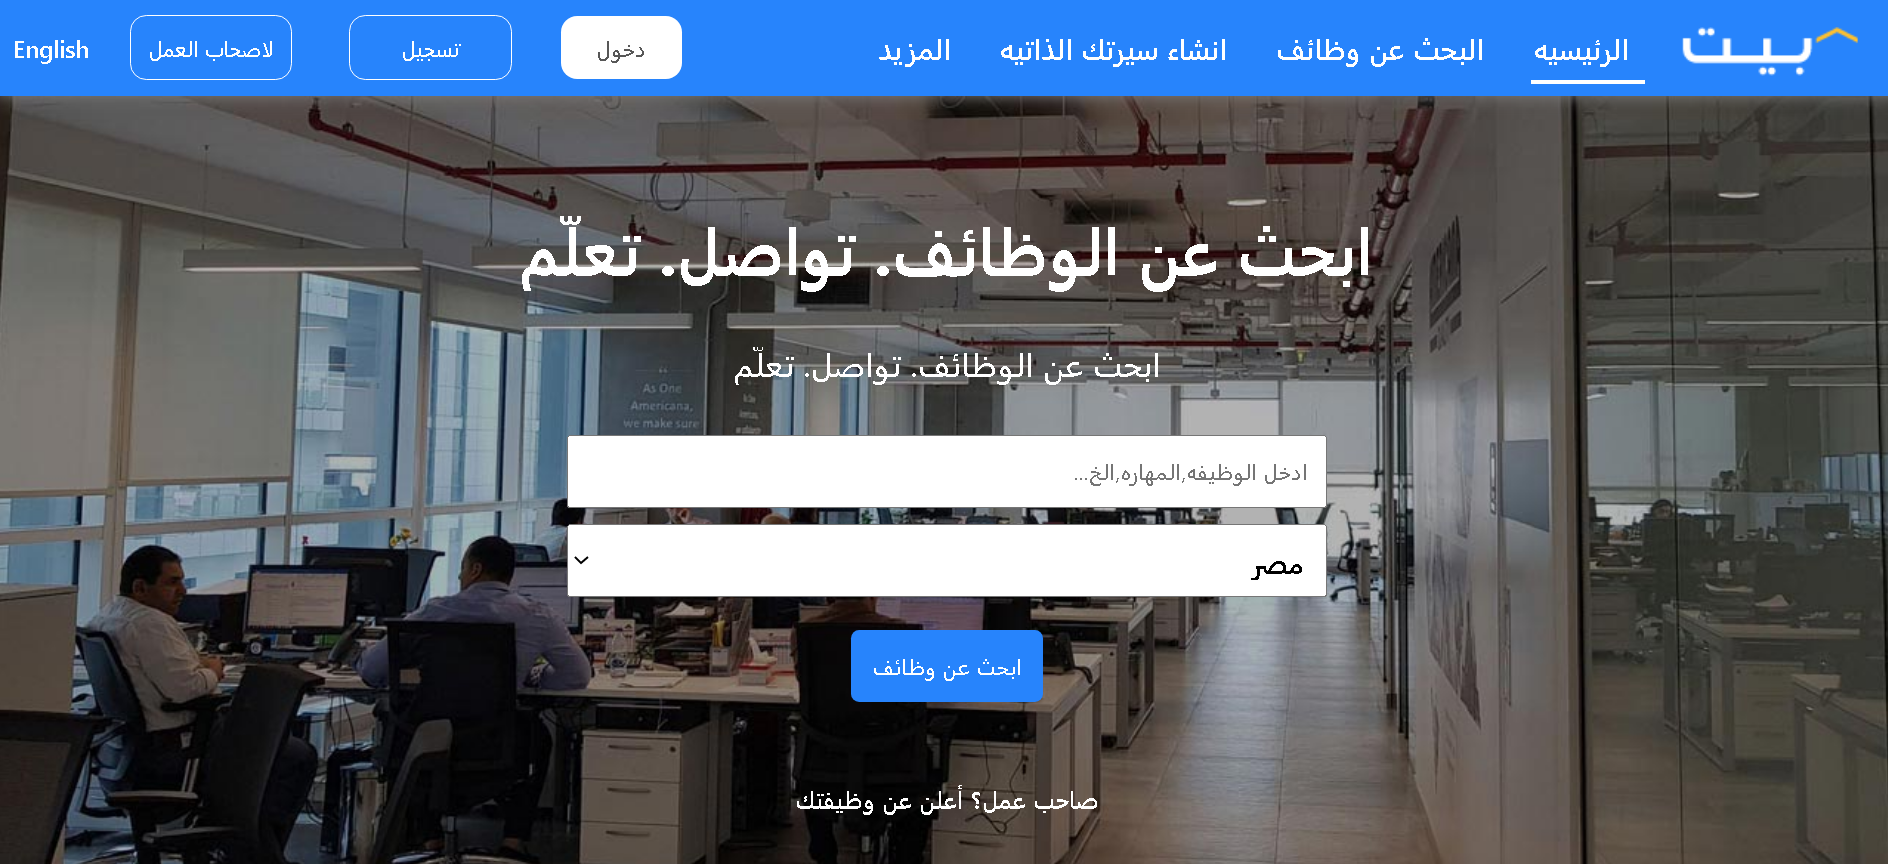 بيت
الرئيسيه
البحث عن وظائف
انشاء سيرتك الذاتيه
المزيد
دخول
تسجيل
لاصحاب العمل
English
ابحث عن الوظائف. تواصل. تعلّم
ابحث عن الوظائف. تواصل. تعلّم
As One
Americana,
we make sure
ادخل الوظيفه,المهاره,الخ...
مصر
ابحث عن وظائف
صاحب عمل؟ أعلن عن وظيفتك